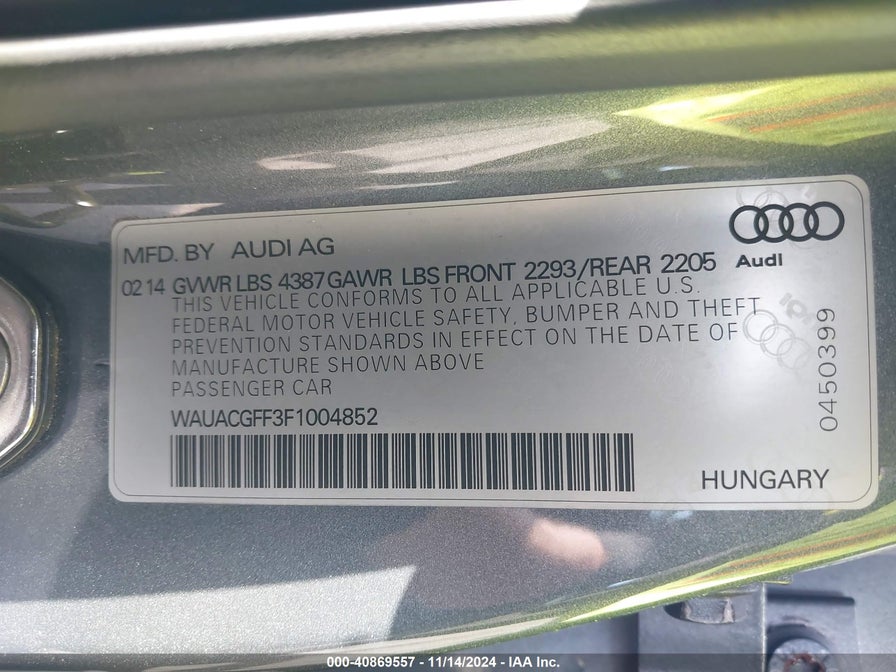 MFD. BY AUDI AG
Audi
02 14 GVWR LBS 4387 GAWR LBS FRONT 2293/REAR 2205
THIS VEHICLE CONFORMS TO ALL APPLICABLE U.S.
FEDERAL MOTOR VEHICLE SAFETY, BUMPER AND THEFT
PREVENTION STANDARDS IN EFFECT ON THE DATE OF
MANUFACTURE SHOWN ABOVE
PASSENGER CAR
WAUACGFF3F1004852
0450399
HUNGARY
000-40869557 - 11/14/2024 - IAA Inc.